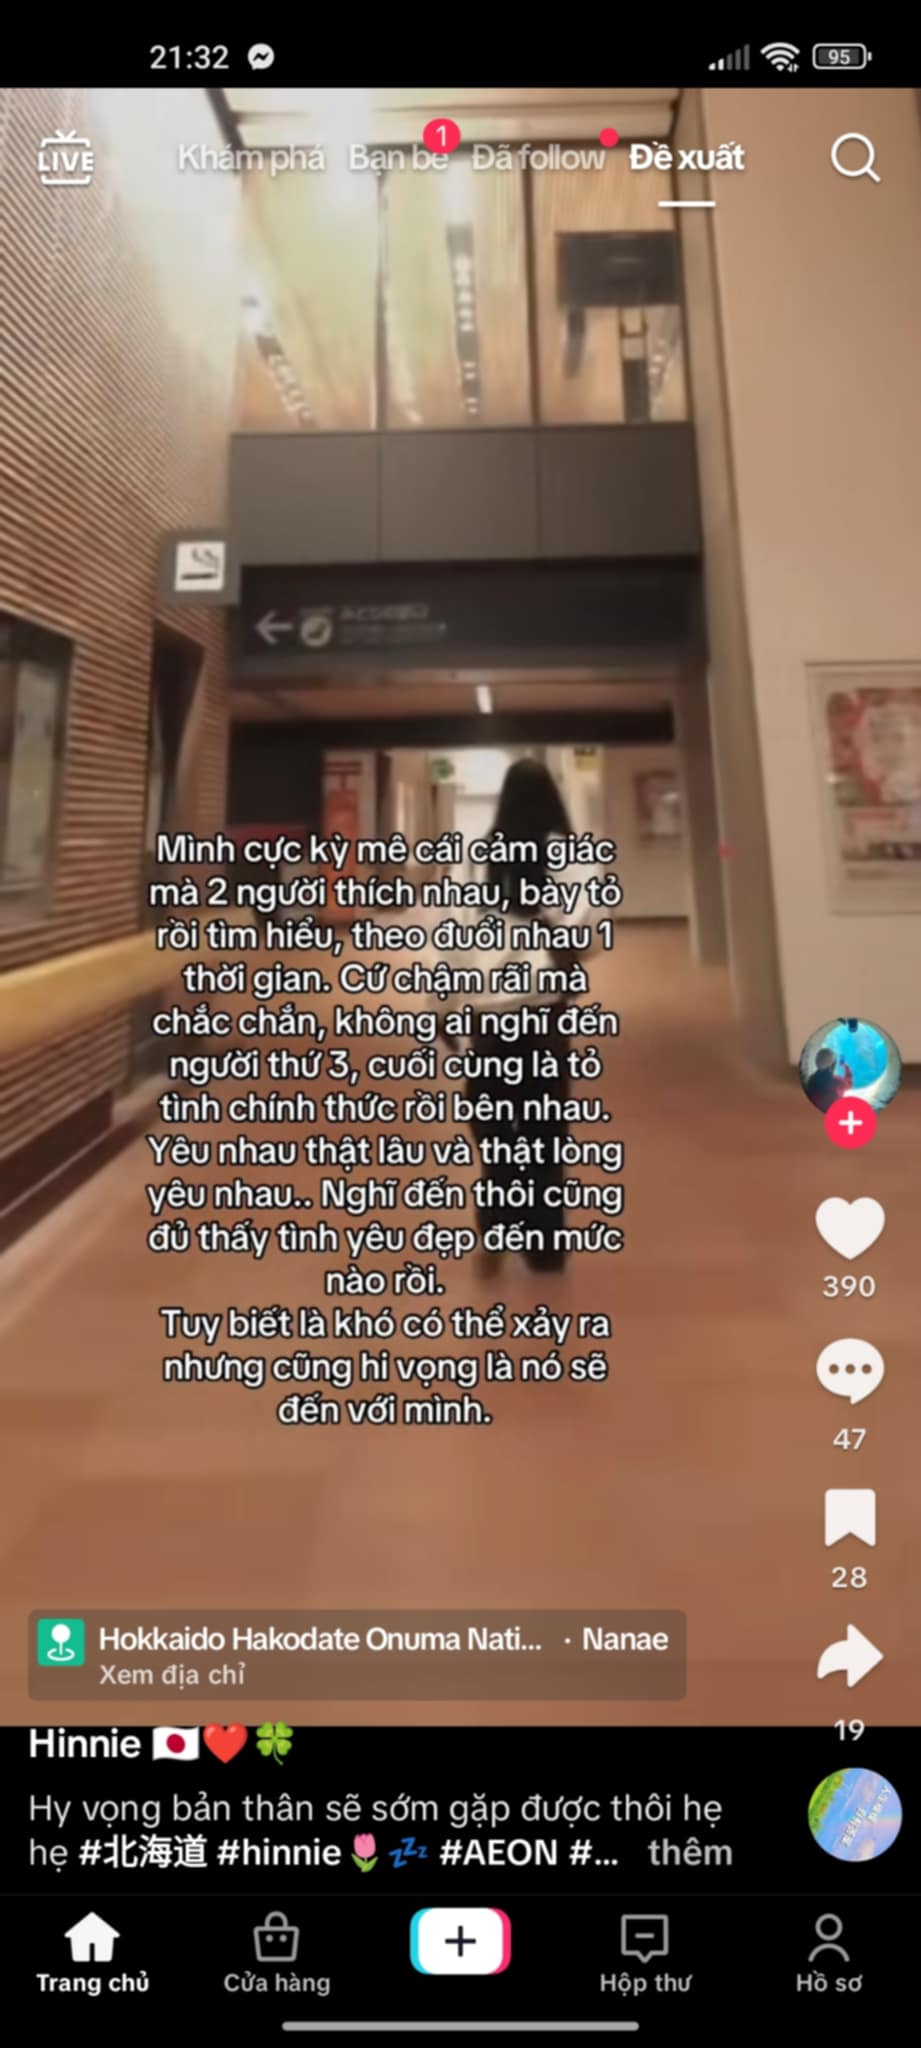 21:32
95
LIVE
Khám phá
Bạn bè
1
Đã follow
Đề xuất
Mình cực kỳ mê cái cảm giác
mà 2 người thích nhau, bày tỏ
rồi tìm hiểu, theo đuổi nhau 1
thời gian. Cứ chậm rãi mà
chắc chắn, không ai nghĩ đến
người thứ 3, cuối cùng là tỏ
tình chính thức rồi bên nhau.
Yêu nhau thật lâu và thật lòng
yêu nhau.. Nghĩ đến thôi cũng
đủ thấy tình yêu đẹp đến mức
nào rồi.
Tuy biết là khó có thể xảy ra
nhưng cũng hi vọng là nó sẽ
đến với mình.
390
47
28
19
Hokkaido Hakodate Onuma Nati... · Nanae
Xem địa chỉ
Hinnie 🇯🇵❤️🍀
Hy vọng bản thân sẽ sớm gặp được thôi hẹ
hẹ #北海道 #hinnie🌷💤 #AEON #... thêm
Trang chủ
Cửa hàng
Hộp thư
Hồ sơ